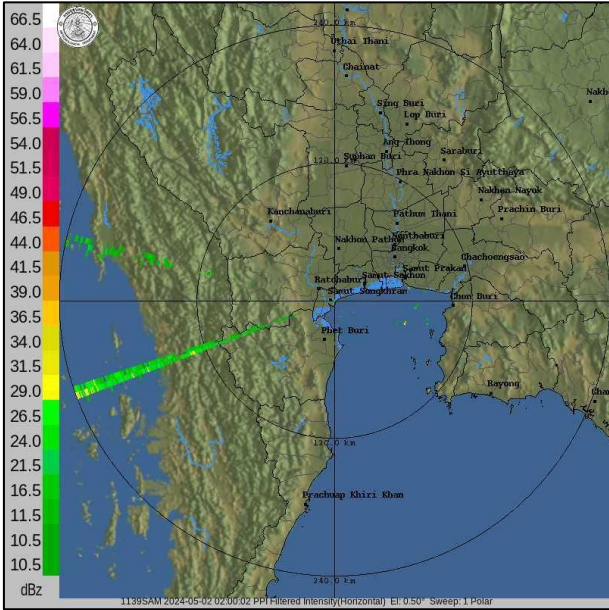 66.5
64.0
61.5
59.0
56.5
54.0
51.5
49.0
46.5
44.0
41.5
39.0
36.5
34.0
31.5
29.0
26.5
24.0
21.5
16.5
11.5
10.5
10.5
dBz
240.0 km
Uthai Thani
Chainat
Nakh
Sing Buri
Lop Buri
Ang Thong
Saraburi
120.0 km
Suphan Buri
Phra Nakhon Si Ayutthaya
Nakhon Nayok
Kanchanaburi
Pathum Thani
Prachin Buri
Nonthaburi
Nakhon Pathom
Bangkok
Chachoengsao
Samut Prakan
Ratchaburi
Samut Sakhon
Samut Songkhram
Chon Buri
Phet Buri
Rayong
Chan
120.0 km
Prachuap Khiri Khan
240.0 km
1139SAM 2024-05-02 02:00:02 PPI Filtered Intensity(Horizontal) El: 0.50° Sweep: 1 Polar